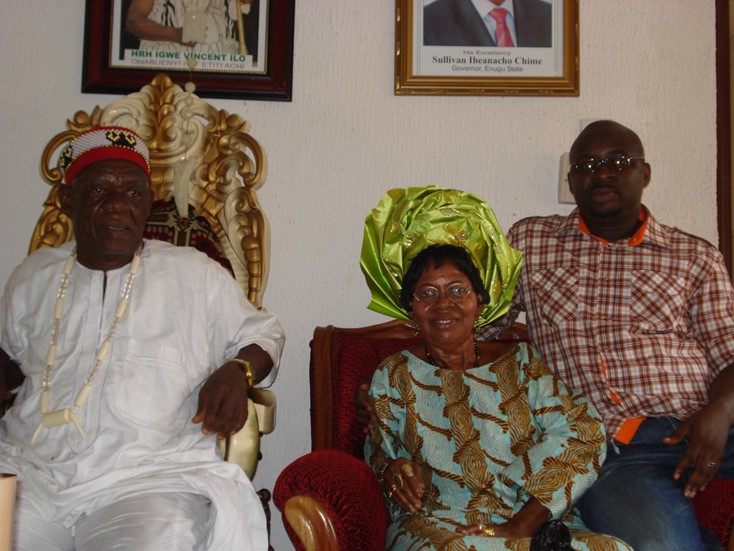 HRH IGWE VINCENT ILO
His Excellency
Sullivan Iheanacho Chime
Governor, Enugu State